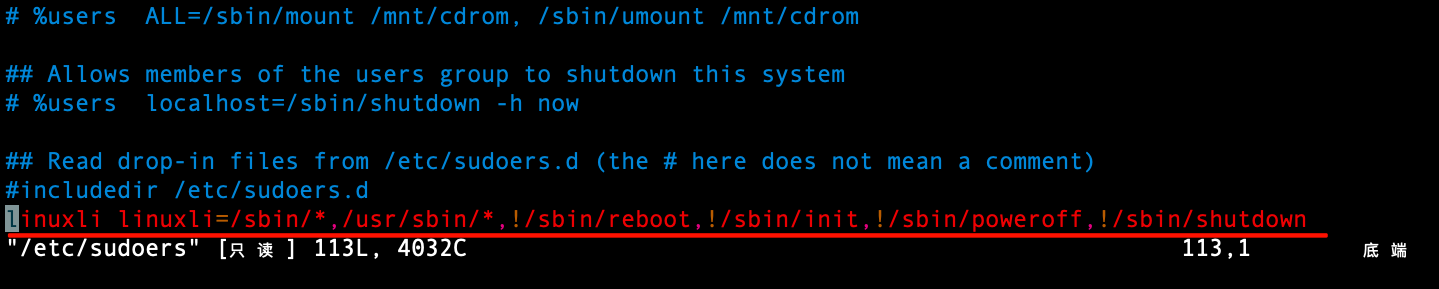 # %users  ALL=/sbin/mount /mnt/cdrom, /sbin/umount /mnt/cdrom
## Allows members of the users group to shutdown this system
# %users  localhost=/sbin/shutdown -h now
## Read drop-in files from /etc/sudoers.d (the # here does not mean a comment)
#includedir /etc/sudoers.d
linuxli linuxli=/sbin/*,/usr/sbin/*,!/sbin/reboot,!/sbin/init,!/sbin/poweroff,!/sbin/shutdown
"/etc/sudoers" [只 读 ] 113L, 4032C 113,1 底 端